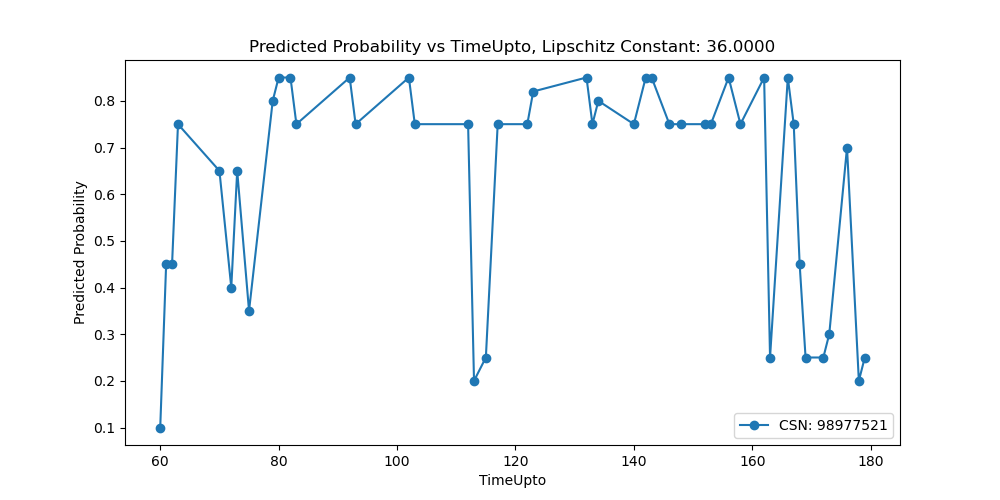 Predicted Probability vs TimeUpto, Lipschitz Constant: 36.0000
Predicted Probability
0.8
0.7
0.6
0.5
0.4
0.3
0.2
0.1
CSN: 98977521
60 80 100 120 140 160 180
TimeUpto